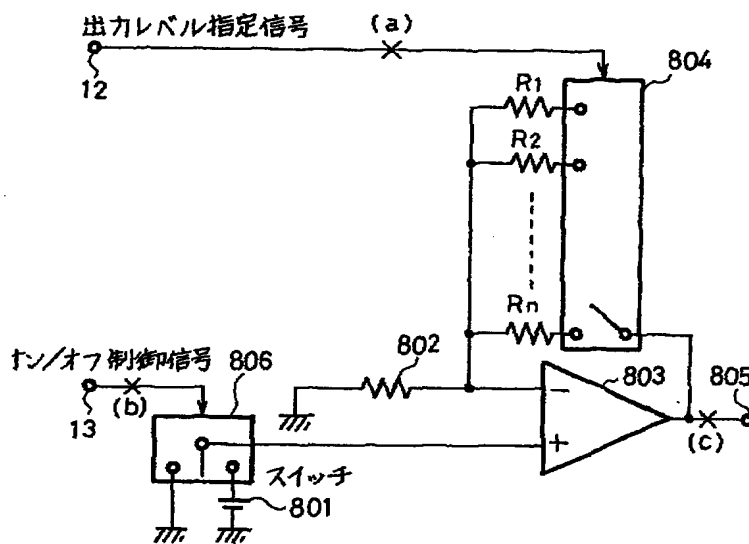 出力レベル指定信号
(a)
12
804
R1
R2
Rn
オン/オフ制御信号
806
802
803
805
13
(b)
(c)
スイッチ
801